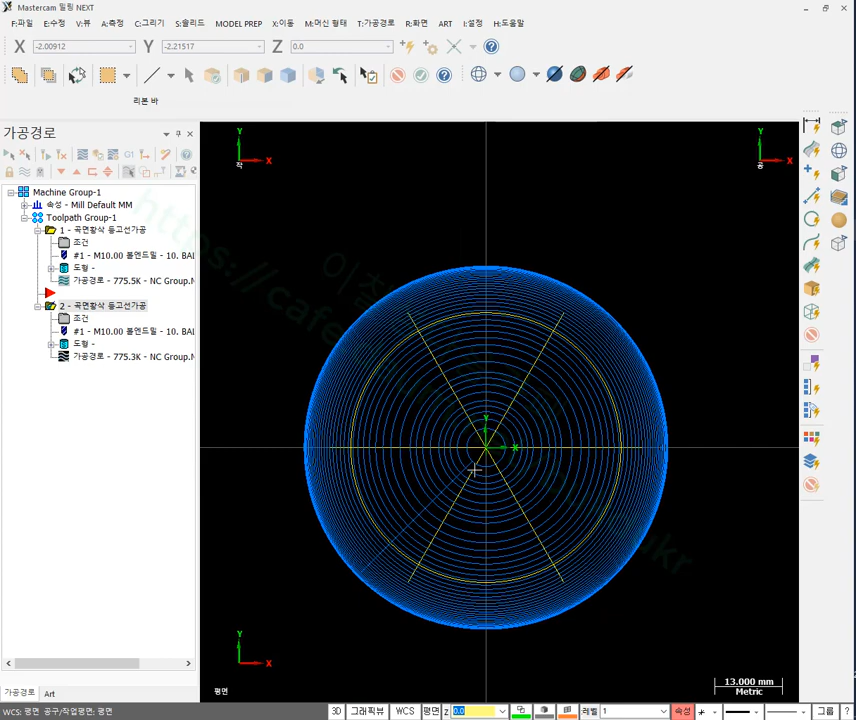 Mastercam 밀링 NEXT
F:파일 E:수정 V:뷰 A:측정 C:그리기 S:솔리드 MODEL PREP X:이동 M:머신 형태 T:가공경로 R:화면 ART I:설정 H:도움말
X -2.00912 Y -2.21517 Z 0.0
리본 바
가공경로
G1
Machine Group-1
속성 - Mill Default MM
Toolpath Group-1
1 - 곡면황삭 등고선가공
조건
#1 - M10.00 볼엔드밀 - 10. BAL
도형 -
가공경로 - 775.5K - NC Group.N
2 - 곡면황삭 등고선가공
조건
#1 - M10.00 볼엔드밀 - 10. BAL
도형 -
가공경로 - 775.3K - NC Group.N
Y
X
작
Y
X
공
Y
X
Y
X
평면
13.000 mm
Metric
https://cafe
가공경로 Art
WCS: 평면 공구/작업평면: 평면
3D 그래픽뷰 WCS 평면 Z 0.0 레벨 1 속성 그룹 ?